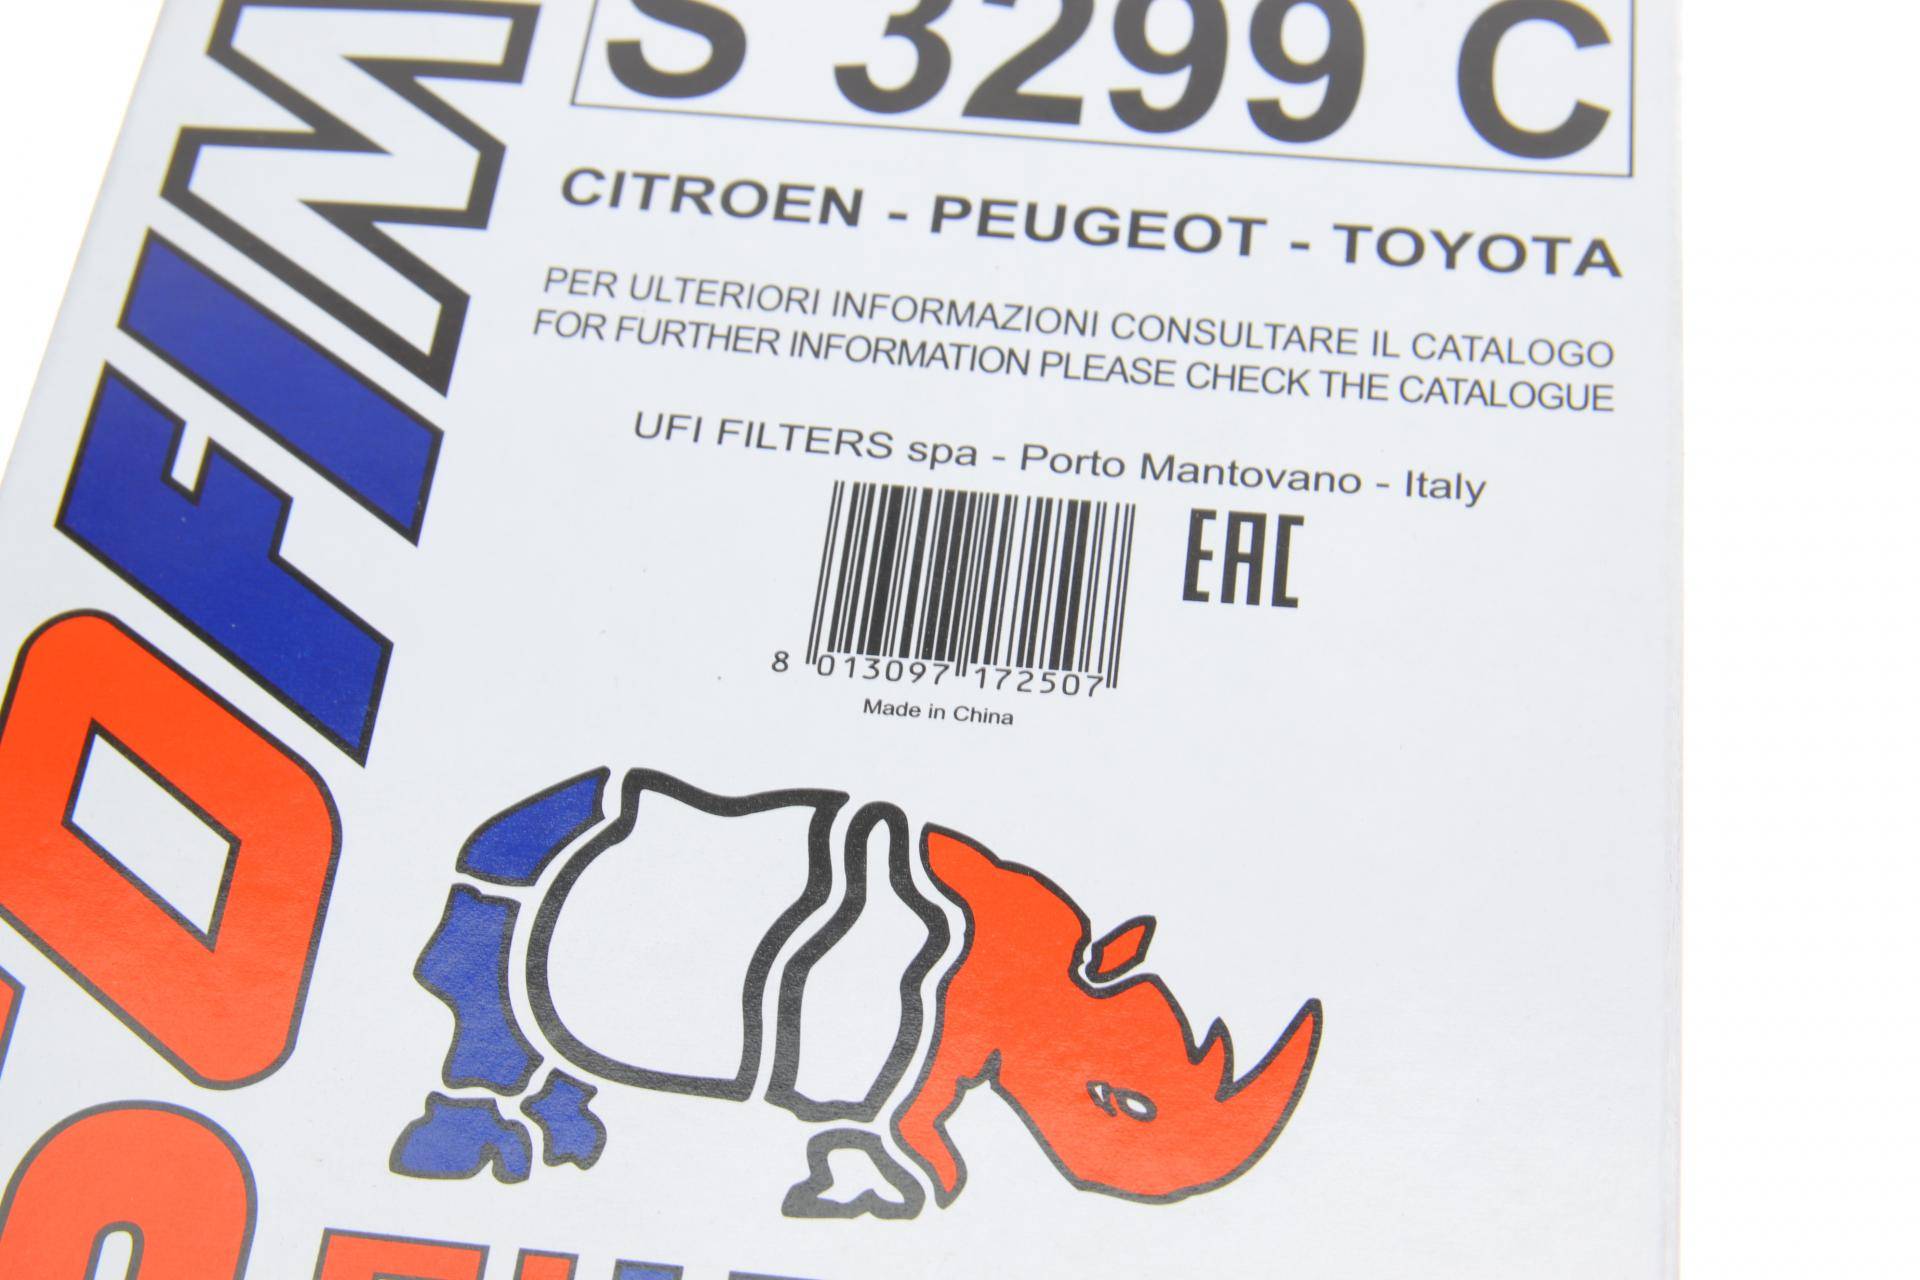 S 3299 C
CITROEN - PEUGEOT - TOYOTA
PER ULTERIORI INFORMAZIONI CONSULTARE IL CATALOGO
FOR FURTHER INFORMATION PLEASE CHECK THE CATALOGUE
UFI FILTERS spa - Porto Mantovano - Italy
EAC
8 013097 172507
Made in China
OFIM